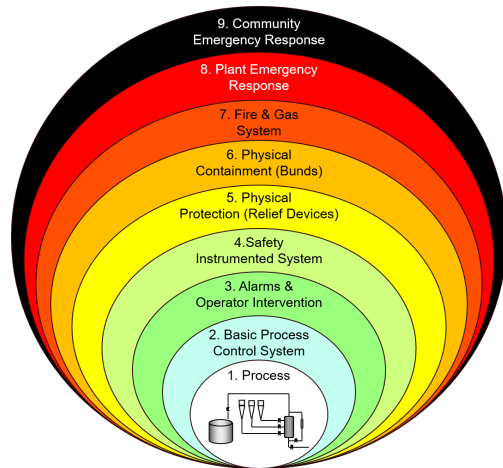 9. Community
Emergency Response
8. Plant Emergency
Response
7. Fire & Gas
System
6. Physical
Containment (Bunds)
5. Physical
Protection (Relief Devices)
4.Safety
Instrumented System
3. Alarms &
Operator Intervention
2. Basic Process
Control System
1. Process